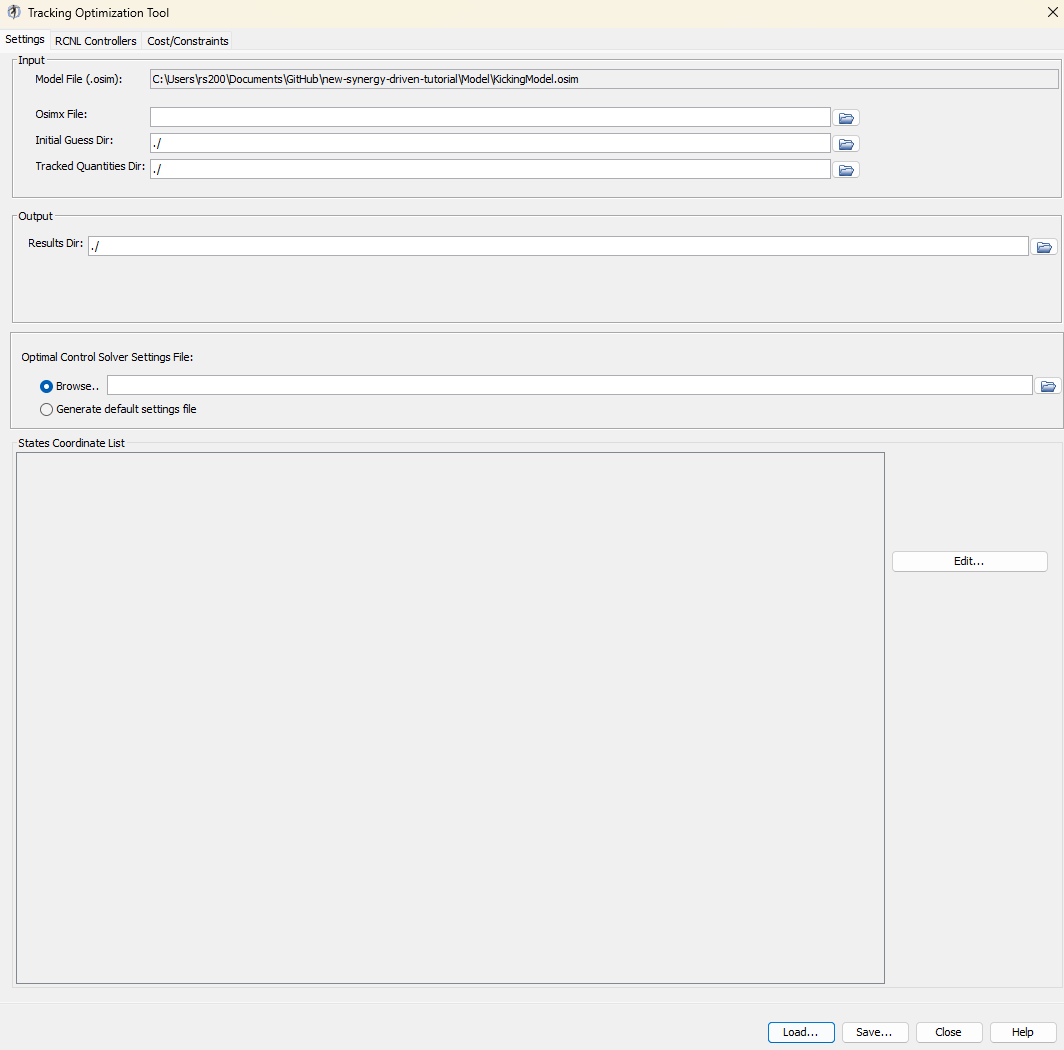 Tracking Optimization Tool
Settings RCNL Controllers Cost/Constraints
Input
Model File (.osim): C:\Users\rs200\Documents\GitHub\new-synergy-driven-tutorial\Model\KickingModel.osim
Osimx File:
Initial Guess Dir: ./
Tracked Quantities Dir: ./
Output
Results Dir: ./
Optimal Control Solver Settings File:
Browse..
Generate default settings file
States Coordinate List
Edit...
Load... Save... Close Help